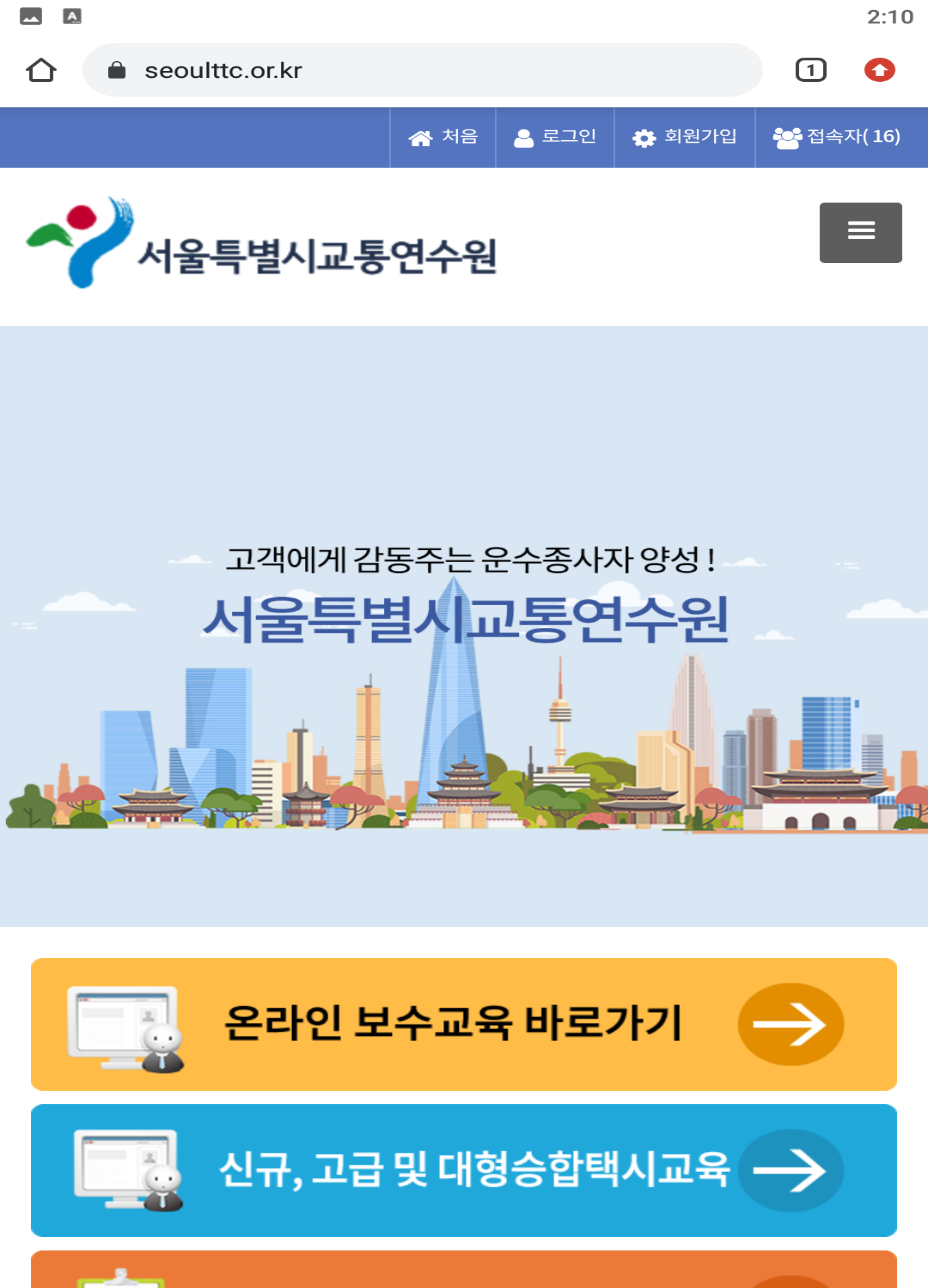 2:10
seoulttc.or.kr
1
처음 로그인 회원가입 접속자( 16)
서울특별시교통연수원
고객에게 감동주는 운수종사자 양성 !
서울특별시교통연수원
온라인 보수교육 바로가기
신규, 고급 및 대형승합택시교육